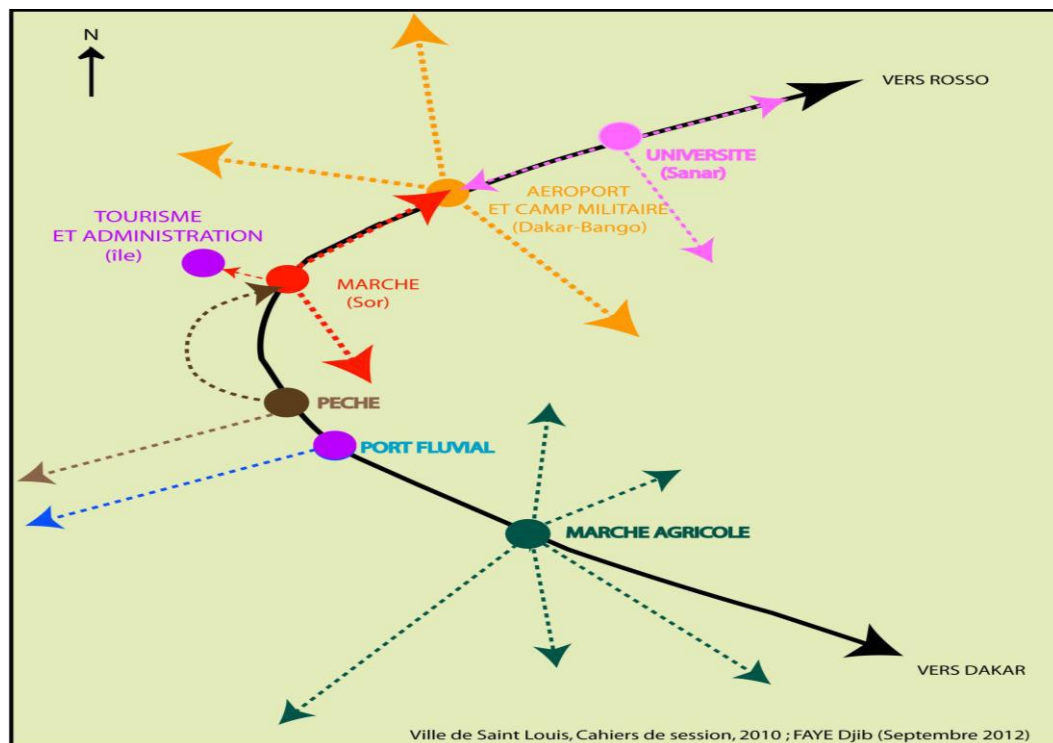 N
VERS ROSSO
UNIVERSITE
(Sanar)
AEROPORT
ET CAMP MILITAIRE
(Dakar-Bango)
TOURISME
ET ADMINISTRATION
(île)
MARCHE
(Sor)
PECHE
PORT FLUVIAL
MARCHE AGRICOLE
VERS DAKAR
Ville de Saint Louis, Cahiers de session, 2010 ; FAYE Djib (Septembre 2012)